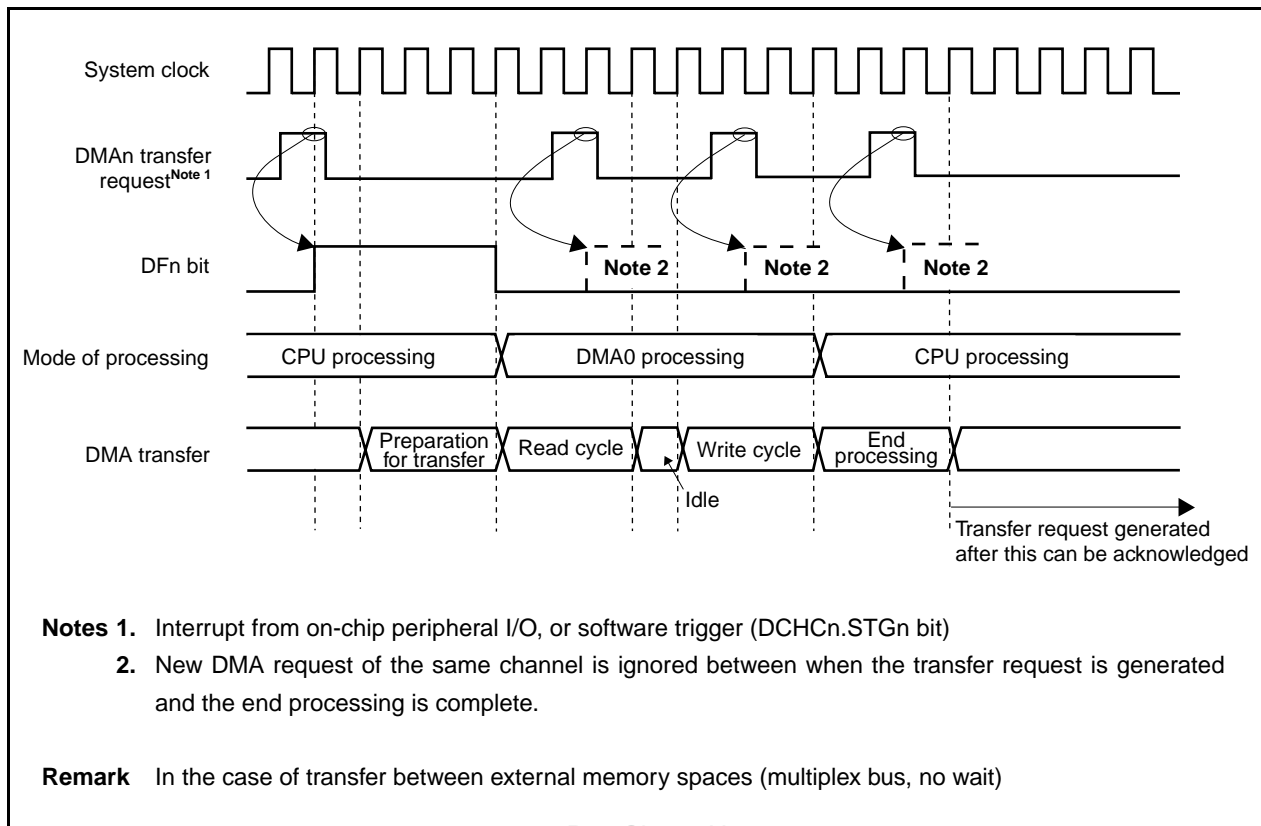 System clock
DMAn transfer
requestNote 1
DFn bit
Note 2
Note 2
Note 2
Mode of processing
CPU processing
DMA0 processing
CPU processing
DMA transfer
Preparation
for transfer
Read cycle
Idle
Write cycle
End
processing
Transfer request generated
after this can be acknowledged
Notes 1. Interrupt from on-chip peripheral I/O, or software trigger (DCHCn.STGn bit)
2. New DMA request of the same channel is ignored between when the transfer request is generated
and the end processing is complete.
Remark In the case of transfer between external memory spaces (multiplex bus, no wait)